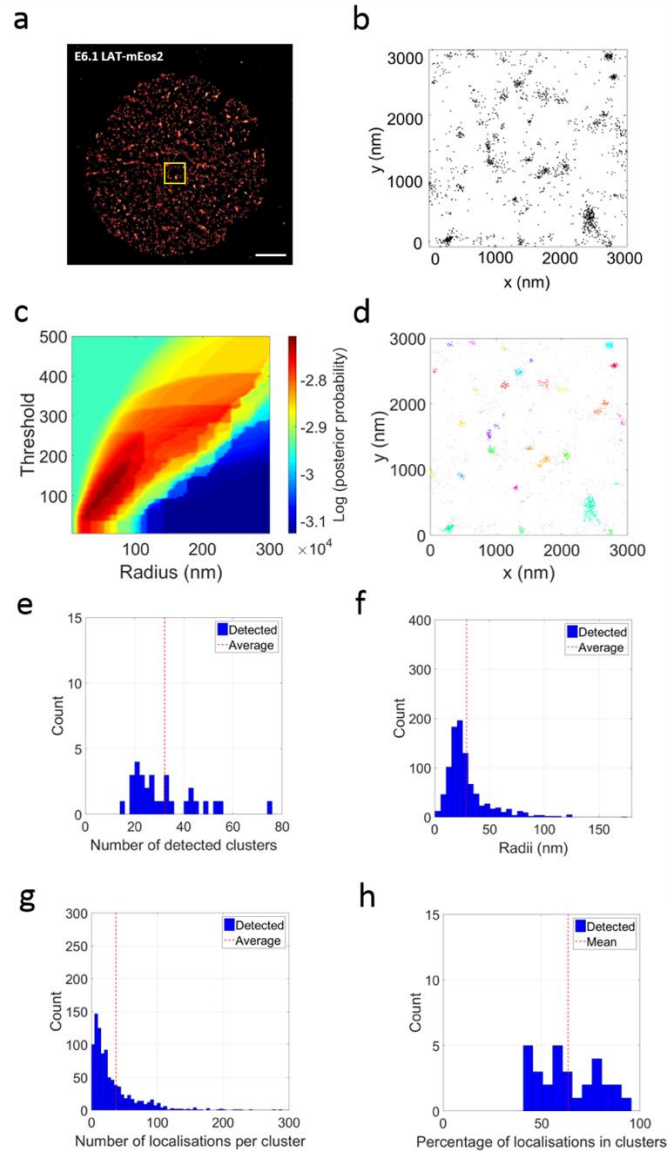 a
E6.1 LAT-mEos2
b
3000
2000
1000
0
y (nm)
0 1000 2000 3000
x (nm)
c
500
400
300
200
100
Threshold
100 200 300
Radius (nm)
-2.8
-2.9
-3
-3.1
×10⁴
Log (posterior probability)
d
3000
2000
1000
0
y (nm)
0 1000 2000 3000
x (nm)
e
15
10
5
0
Count
Detected
Average
0 20 40 60 80
Number of detected clusters
f
400
300
200
100
0
Count
Detected
Average
0 50 100 150
Radii (nm)
g
300
250
200
150
100
50
0
Count
Detected
Average
0 100 200 300
Number of localisations per cluster
h
15
10
5
0
Count
Detected
Mean
0 50 100
Percentage of localisations in clusters